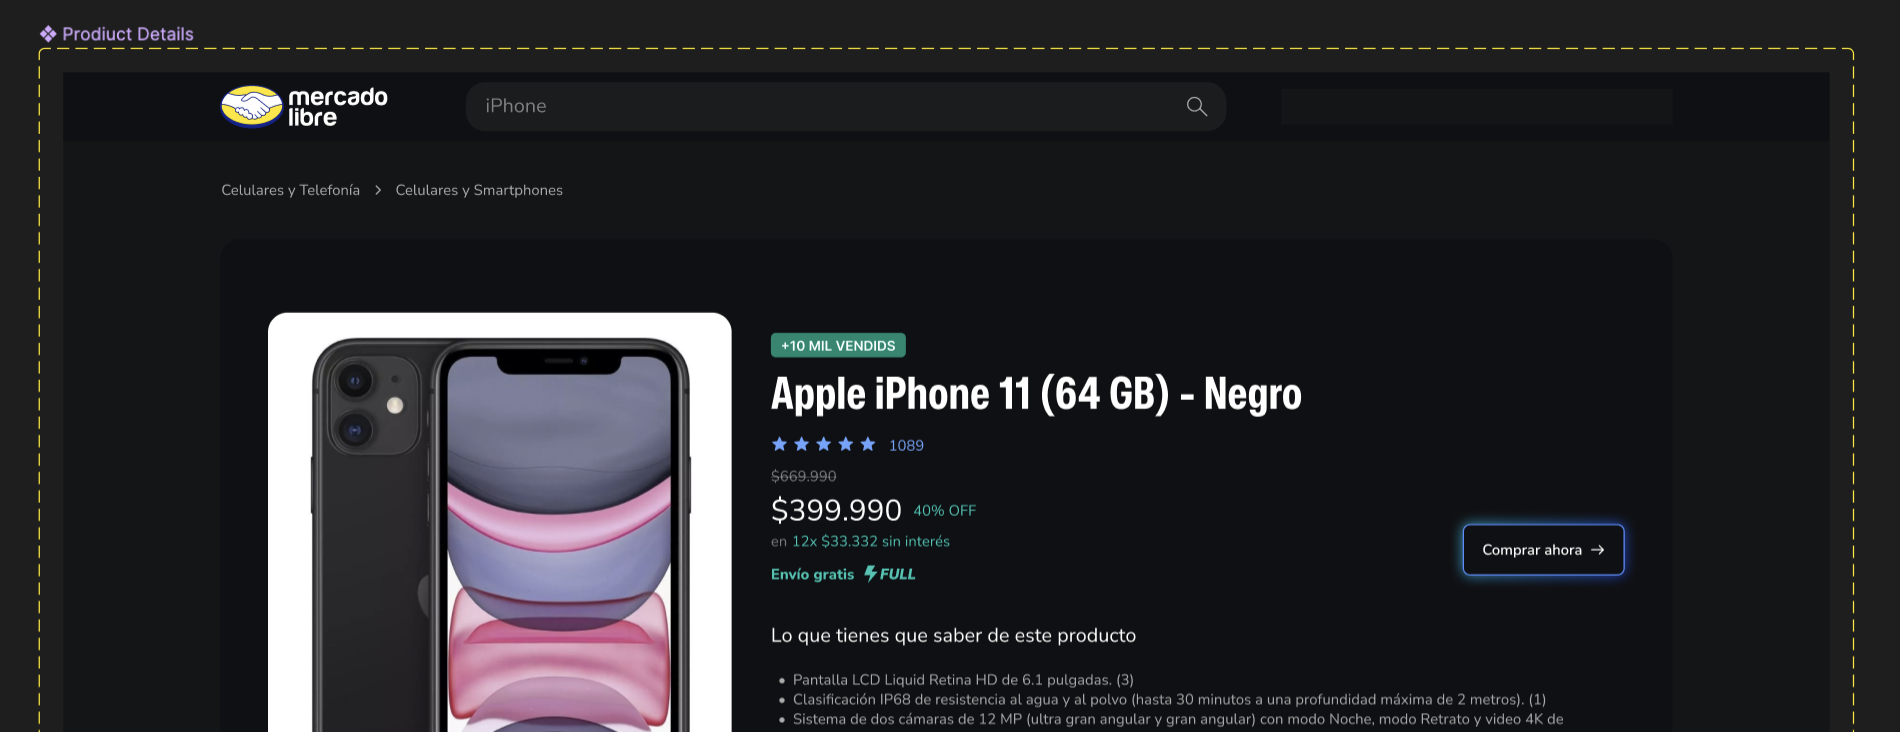 Prodiuct Details
mercado
libre
iPhone
Celulares y Telefonía > Celulares y Smartphones
+10 MIL VENDIDS
Apple iPhone 11 (64 GB) - Negro
1089
$669.990
$399.990 40% OFF
en 12x $33.332 sin interés
Envío gratis FULL
Comprar ahora →
Lo que tienes que saber de este producto
• Pantalla LCD Liquid Retina HD de 6.1 pulgadas. (3)
• Clasificación IP68 de resistencia al agua y al polvo (hasta 30 minutos a una profundidad máxima de 2 metros). (1)
• Sistema de dos cámaras de 12 MP (ultra gran angular y gran angular) con modo Noche, modo Retrato y video 4K de